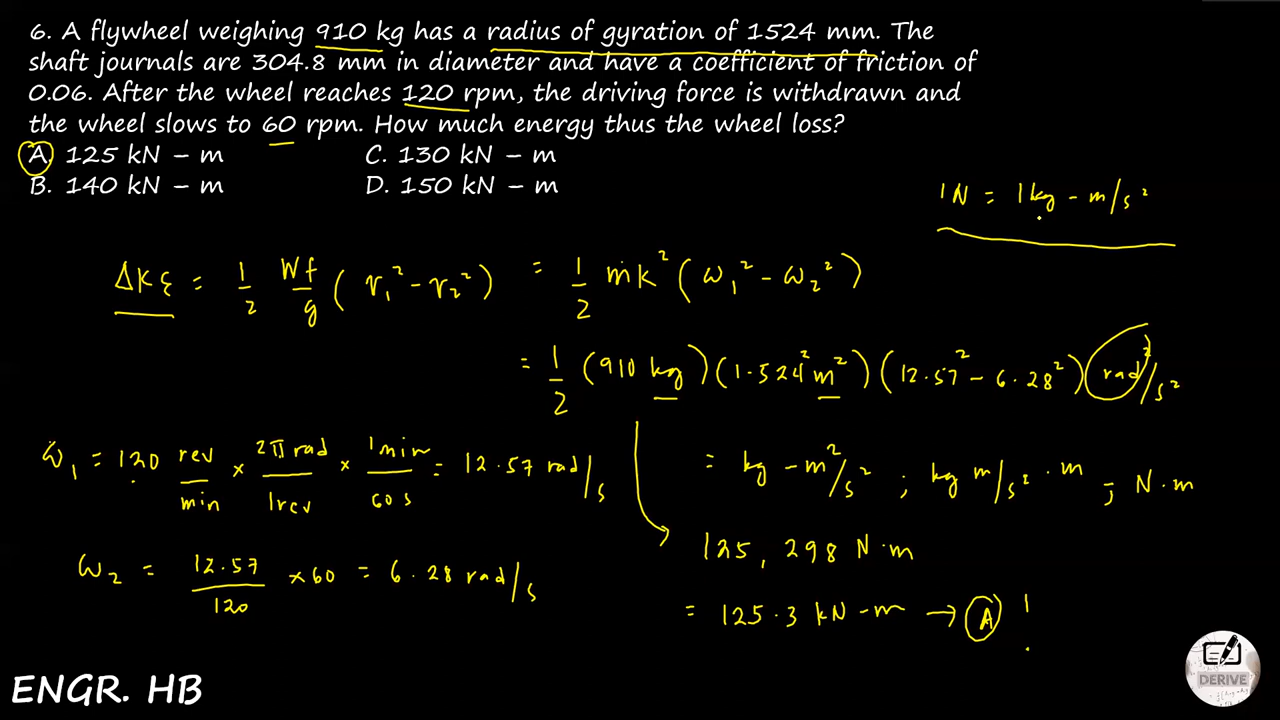 6. A flywheel weighing 910 kg has a radius of gyration of 1524 mm. The
shaft journals are 304.8 mm in diameter and have a coefficient of friction of
0.06. After the wheel reaches 120 rpm, the driving force is withdrawn and
the wheel slows to 60 rpm. How much energy thus the wheel loss?
A. 125 kN – m C. 130 kN – m
B. 140 kN – m D. 150 kN – m
1N = 1kg - m/s²
ΔKE = 1/2 Wf/g (v₁² - v₂²) = 1/2 mk² (ω₁² - ω₂²)
= 1/2 (910 kg)(1.524² m²)(12.57² - 6.28²) rad²/s²
ω₁ = 120 rev/min × 2π rad/1rev × 1min/60s = 12.57 rad/s
= kg - m²/s² ; kg m/s² · m ; N·m
125, 298 N·m
ω₂ = 12.57/120 ×60 = 6.28 rad/s
= 125.3 kN-m → A !
ENGR. HB
DERIVE